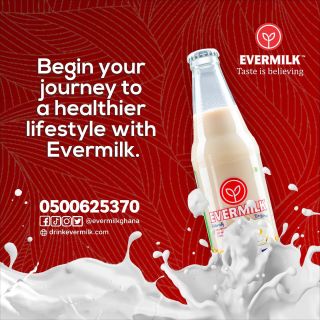 EVERMILK™
Taste is believing
Begin your
journey to
a healthier
lifestyle with
Evermilk.
0500625370
@evermilkghana
drinkevermilk.com
EVERMILK